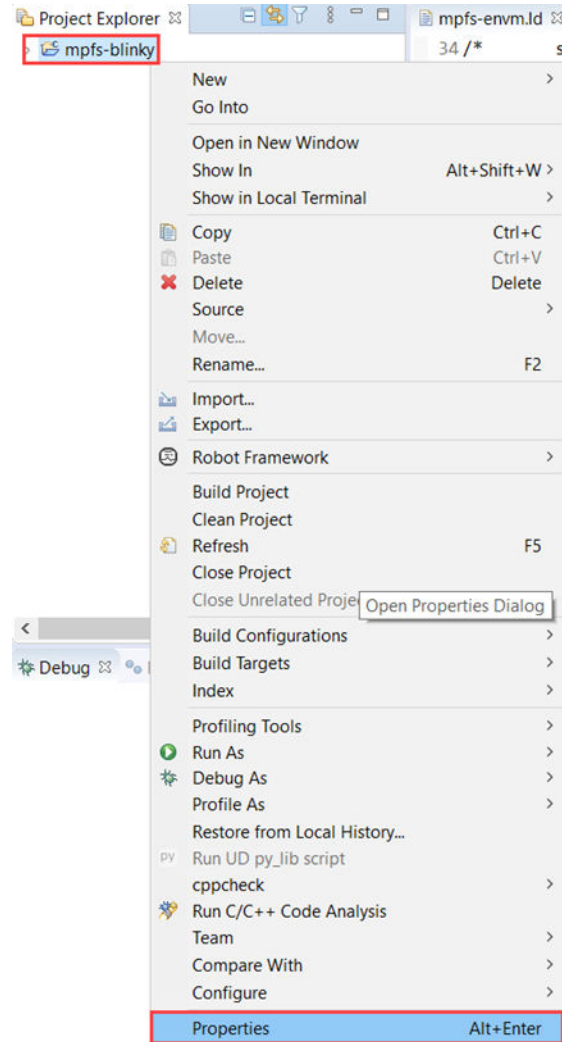 Project Explorer
mpfs-envm.ld
mpfs-blinky
34 /*
New
Go Into
Open in New Window
Show In Alt+Shift+W >
Show in Local Terminal
Copy Ctrl+C
Paste Ctrl+V
Delete Delete
Source
Move...
Rename... F2
Import...
Export...
Robot Framework
Build Project
Clean Project
Refresh F5
Close Project
Close Unrelated
Open Properties Dialog
Build Configurations
Debug
Build Targets
Index
Profiling Tools
Run As
Debug As
Profile As
Restore from Local History...
PY Run UD py_lib script
cppcheck
Run C/C++ Code Analysis
Team
Compare With
Configure
Properties Alt+Enter